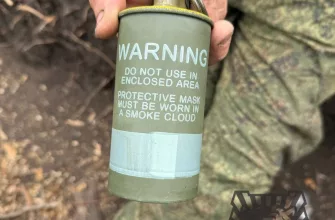 WARNING
DO NOT USE IN
ENCLOSED AREA
PROTECTIVE MASK
MUST BE WORN IN
A SMOKE CLOUD